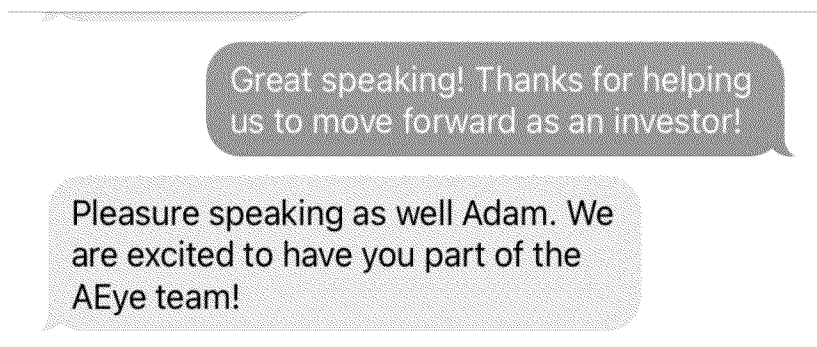 Great speaking! Thanks for helping
us to move forward as an investor!
Pleasure speaking as well Adam. We
are excited to have you part of the
AEye team!